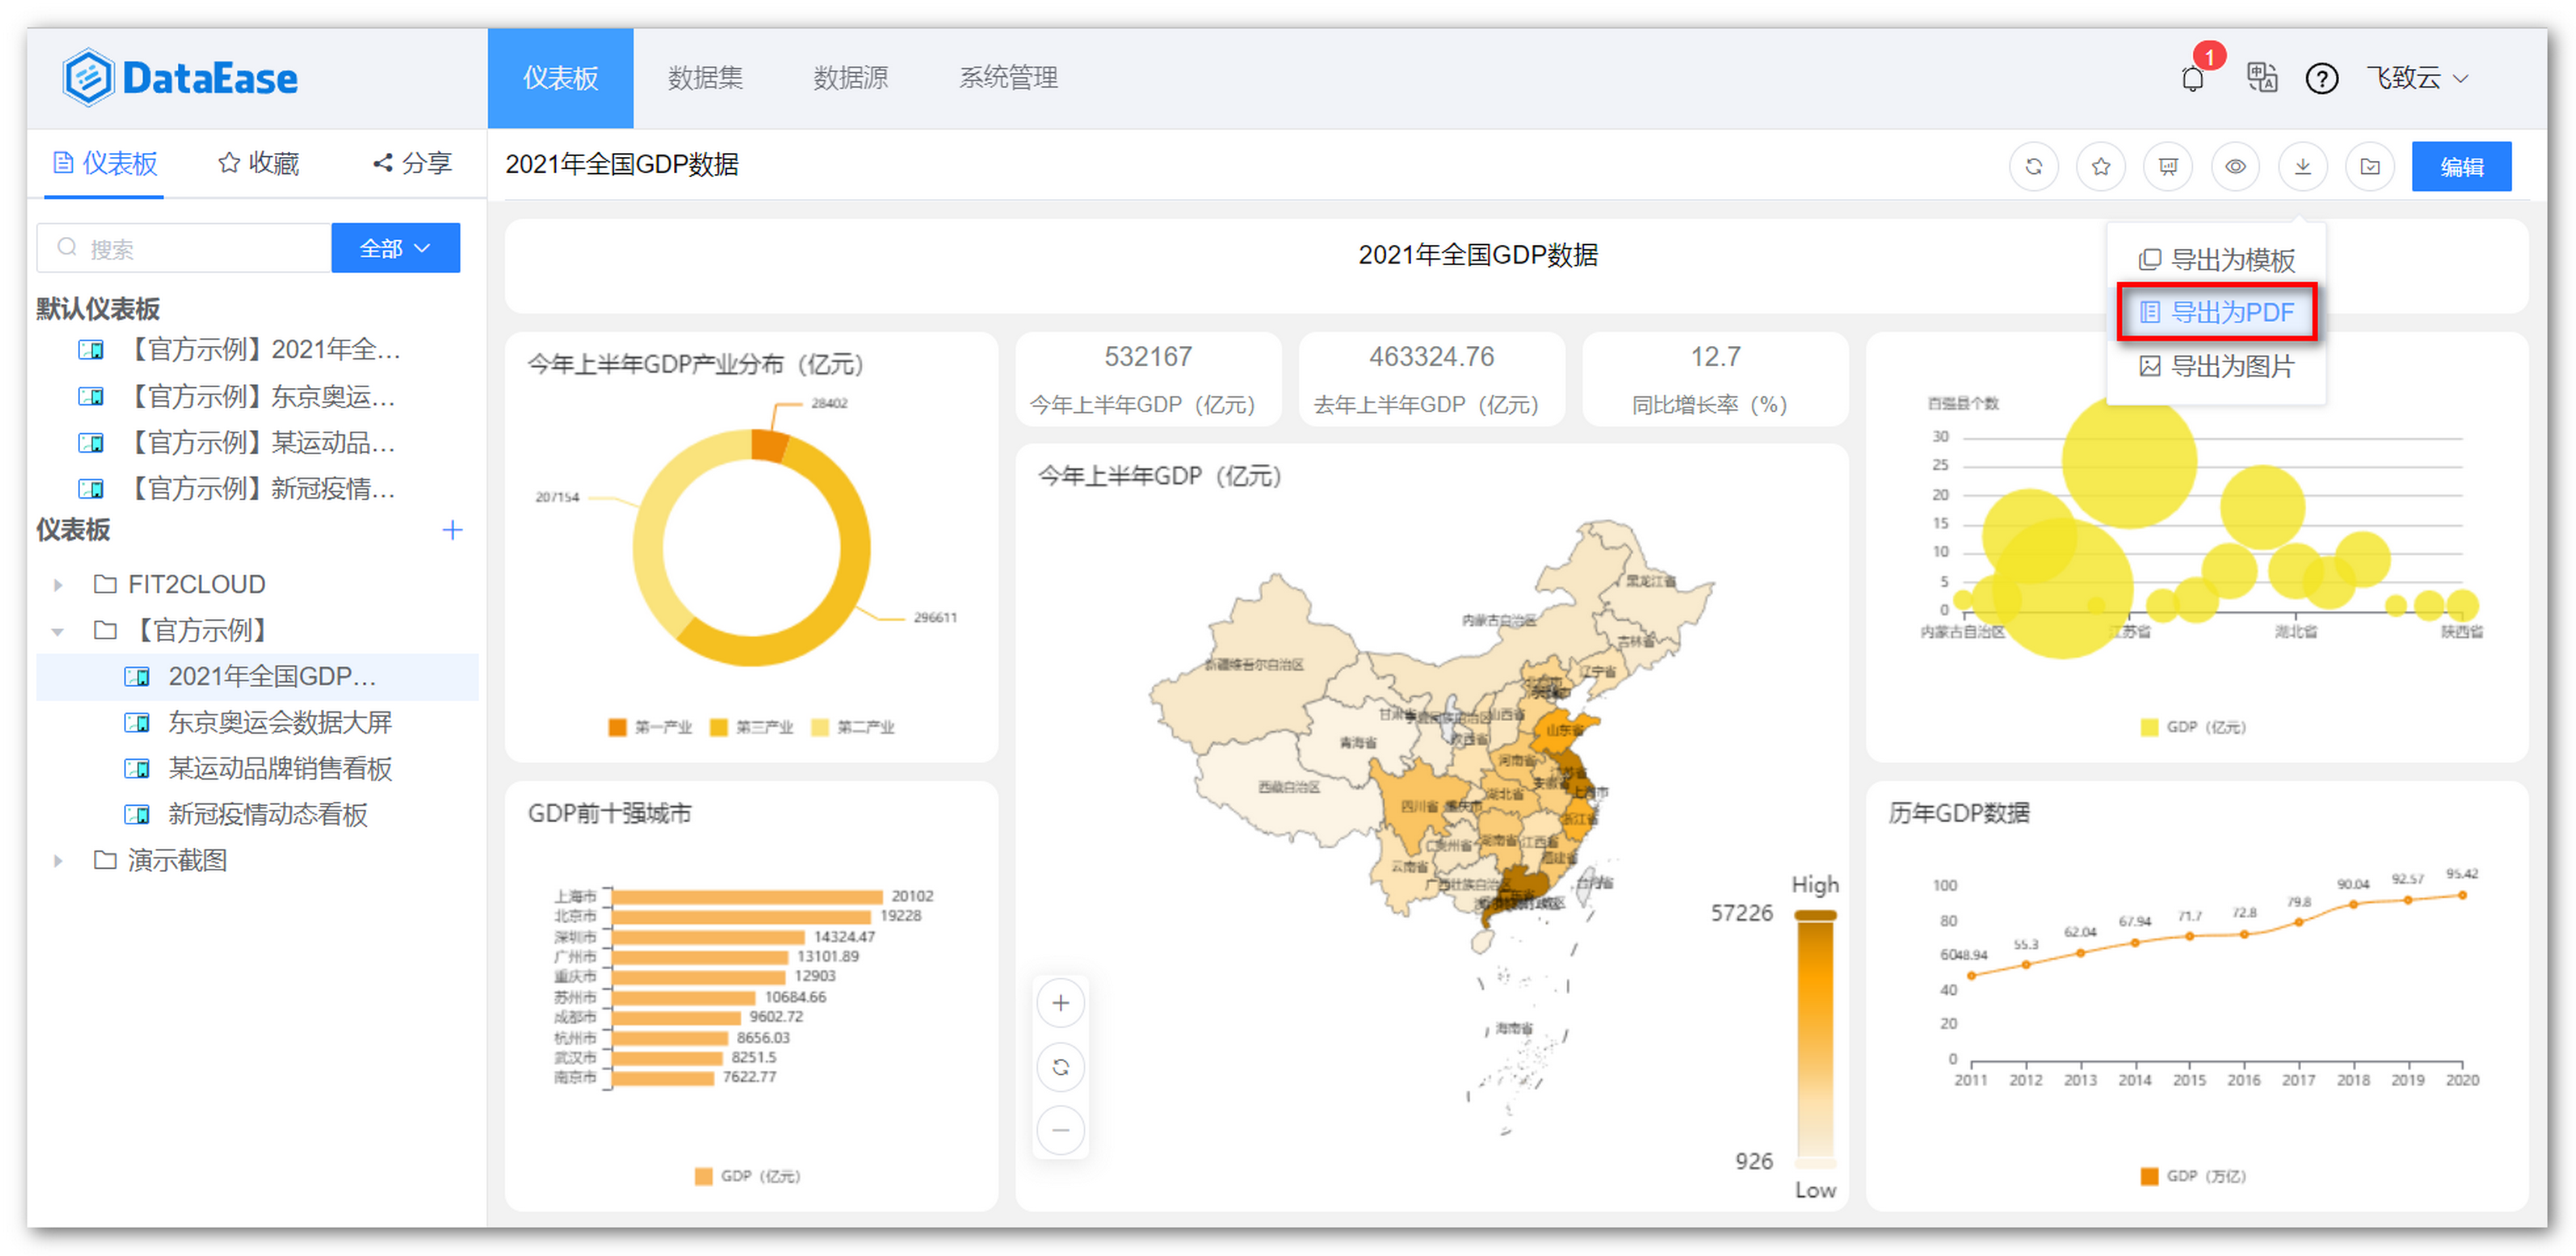 DataEase
仪表板
数据集
数据源
系统管理
1
飞致云
仪表板
收藏
分享
2021年全国GDP数据
编辑
搜索
全部
默认仪表板
【官方示例】2021年全...
【官方示例】东京奥运...
【官方示例】某运动品...
【官方示例】新冠疫情...
仪表板
FIT2CLOUD
【官方示例】
2021年全国GDP...
东京奥运会数据大屏
某运动品牌销售看板
新冠疫情动态看板
演示截图
导出为模板
导出为PDF
导出为图片
2021年全国GDP数据
今年上半年GDP产业分布（亿元）
28402
207154
296611
第一产业
第三产业
第二产业
532167
今年上半年GDP（亿元）
463324.76
去年上半年GDP（亿元）
12.7
同比增长率（%）
百强县个数
30
25
20
15
10
5
0
内蒙古自治区
江苏省
湖北省
陕西省
GDP（亿元）
今年上半年GDP（亿元）
黑龙江省
内蒙古自治区
吉林省
新疆维吾尔自治区
辽宁省
北京市
甘肃省
山西省
山东省
青海省
陕西省
河南省
江苏省
西藏自治区
安徽省
上海市
四川省
重庆市
湖北省
浙江省
贵州省
湖南省
江西省
云南省
福建省
广西壮族自治区
台湾省
海南省
High
57226
926
Low
GDP前十强城市
上海市 20102
北京市 19228
深圳市 14324.47
广州市 13101.89
重庆市 12903
苏州市 10684.66
成都市 9602.72
杭州市 8656.03
武汉市 8251.5
南京市 7622.77
GDP（亿元）
历年GDP数据
100
80
60
40
20
0
48.94
55.3
62.04
67.94
71.7
72.8
79.8
90.04
92.57
95.42
2011 2012 2013 2014 2015 2016 2017 2018 2019 2020
GDP（万亿）